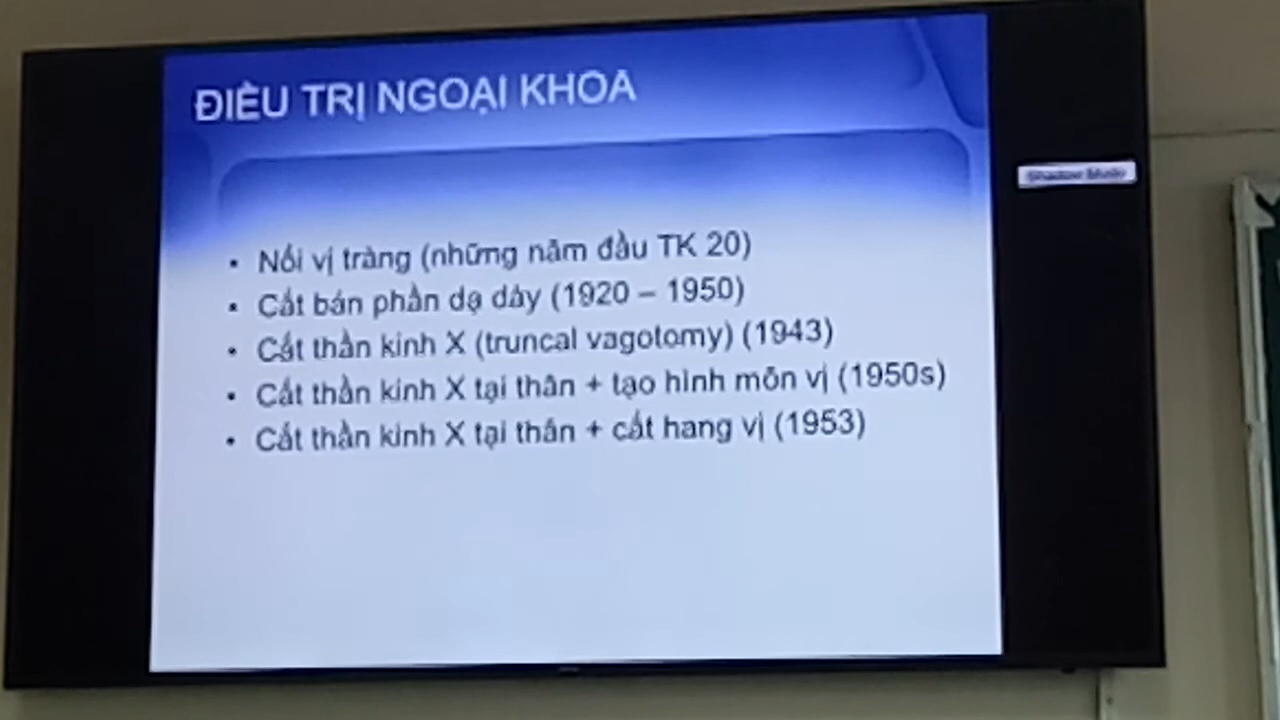 ĐIỀU TRỊ NGOẠI KHOA
• Nối vị tràng (những năm đầu TK 20)
• Cắt bán phần dạ dày (1920 – 1950)
• Cắt thần kinh X (truncal vagotomy) (1943)
• Cắt thần kinh X tại thân + tạo hình môn vị (1950s)
• Cắt thần kinh X tại thân + cắt hang vị (1953)